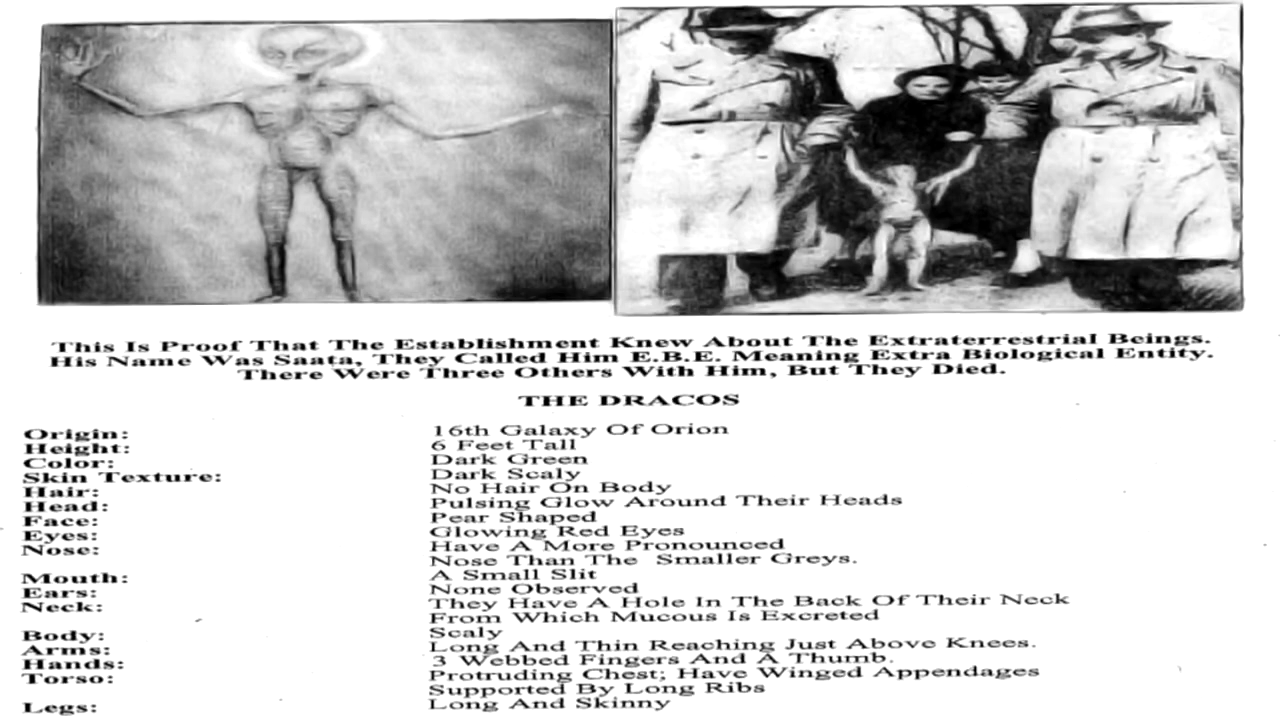 This Is Proof That The Establishment Knew About The Extraterrestrial Beings.
His Name Was Saata, They Called Him E.B.E. Meaning Extra Biological Entity.
There Were Three Others With Him, But They Died.
THE DRACOS
Origin: 16th Galaxy Of Orion
Height: 6 Feet Tall
Color: Dark Green
Skin Texture: Dark Scaly
Hair: No Hair On Body
Head: Pulsing Glow Around Their Heads
Face: Pear Shaped
Eyes: Glowing Red Eyes
Nose: Have A More Pronounced
Nose Than The Smaller Greys.
Mouth: A Small Slit
Ears: None Observed
Neck: They Have A Hole In The Back Of Their Neck
From Which Mucous Is Excreted
Body: Scaly
Arms: Long And Thin Reaching Just Above Knees.
Hands: 3 Webbed Fingers And A Thumb.
Torso: Protruding Chest; Have Winged Appendages
Supported By Long Ribs
Legs: Long And Skinny